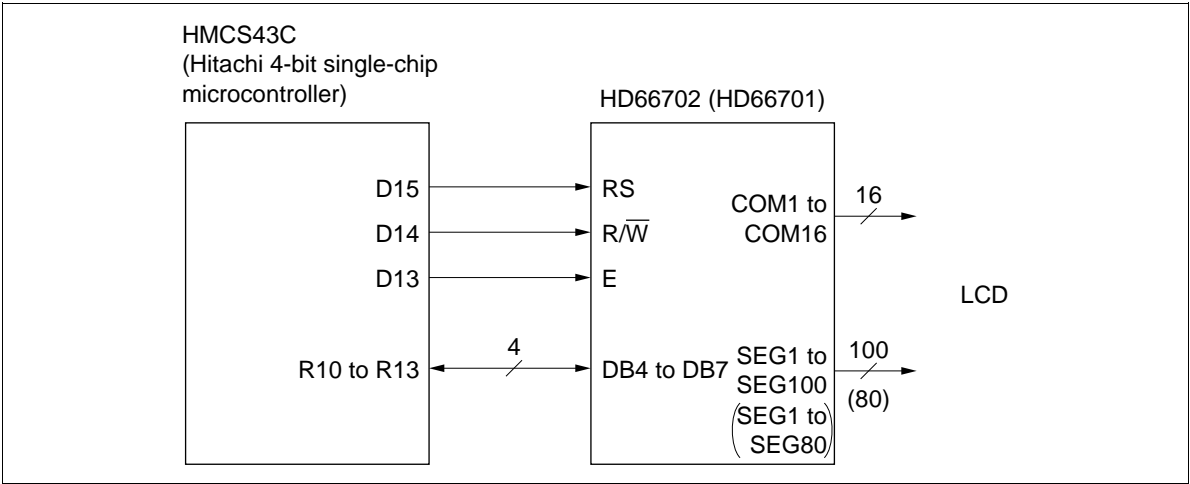 HMCS43C
(Hitachi 4-bit single-chip
microcontroller)
HD66702 (HD66701)
D15
RS
D14
R/W̅
D13
E
R10 to R13
4
DB4 to DB7
COM1 to
COM16
16
LCD
SEG1 to
SEG100
100
(80)
(SEG1 to
SEG80)